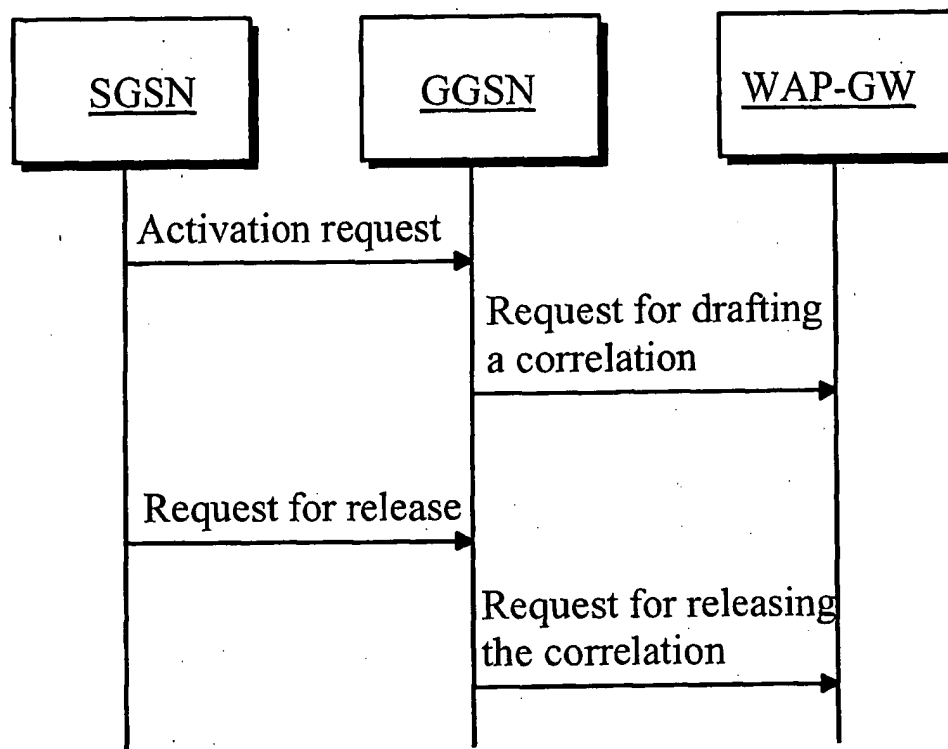 SGSN
GGSN
WAP-GW
Activation request
Request for drafting
a correlation
Request for release
Request for releasing
the correlation